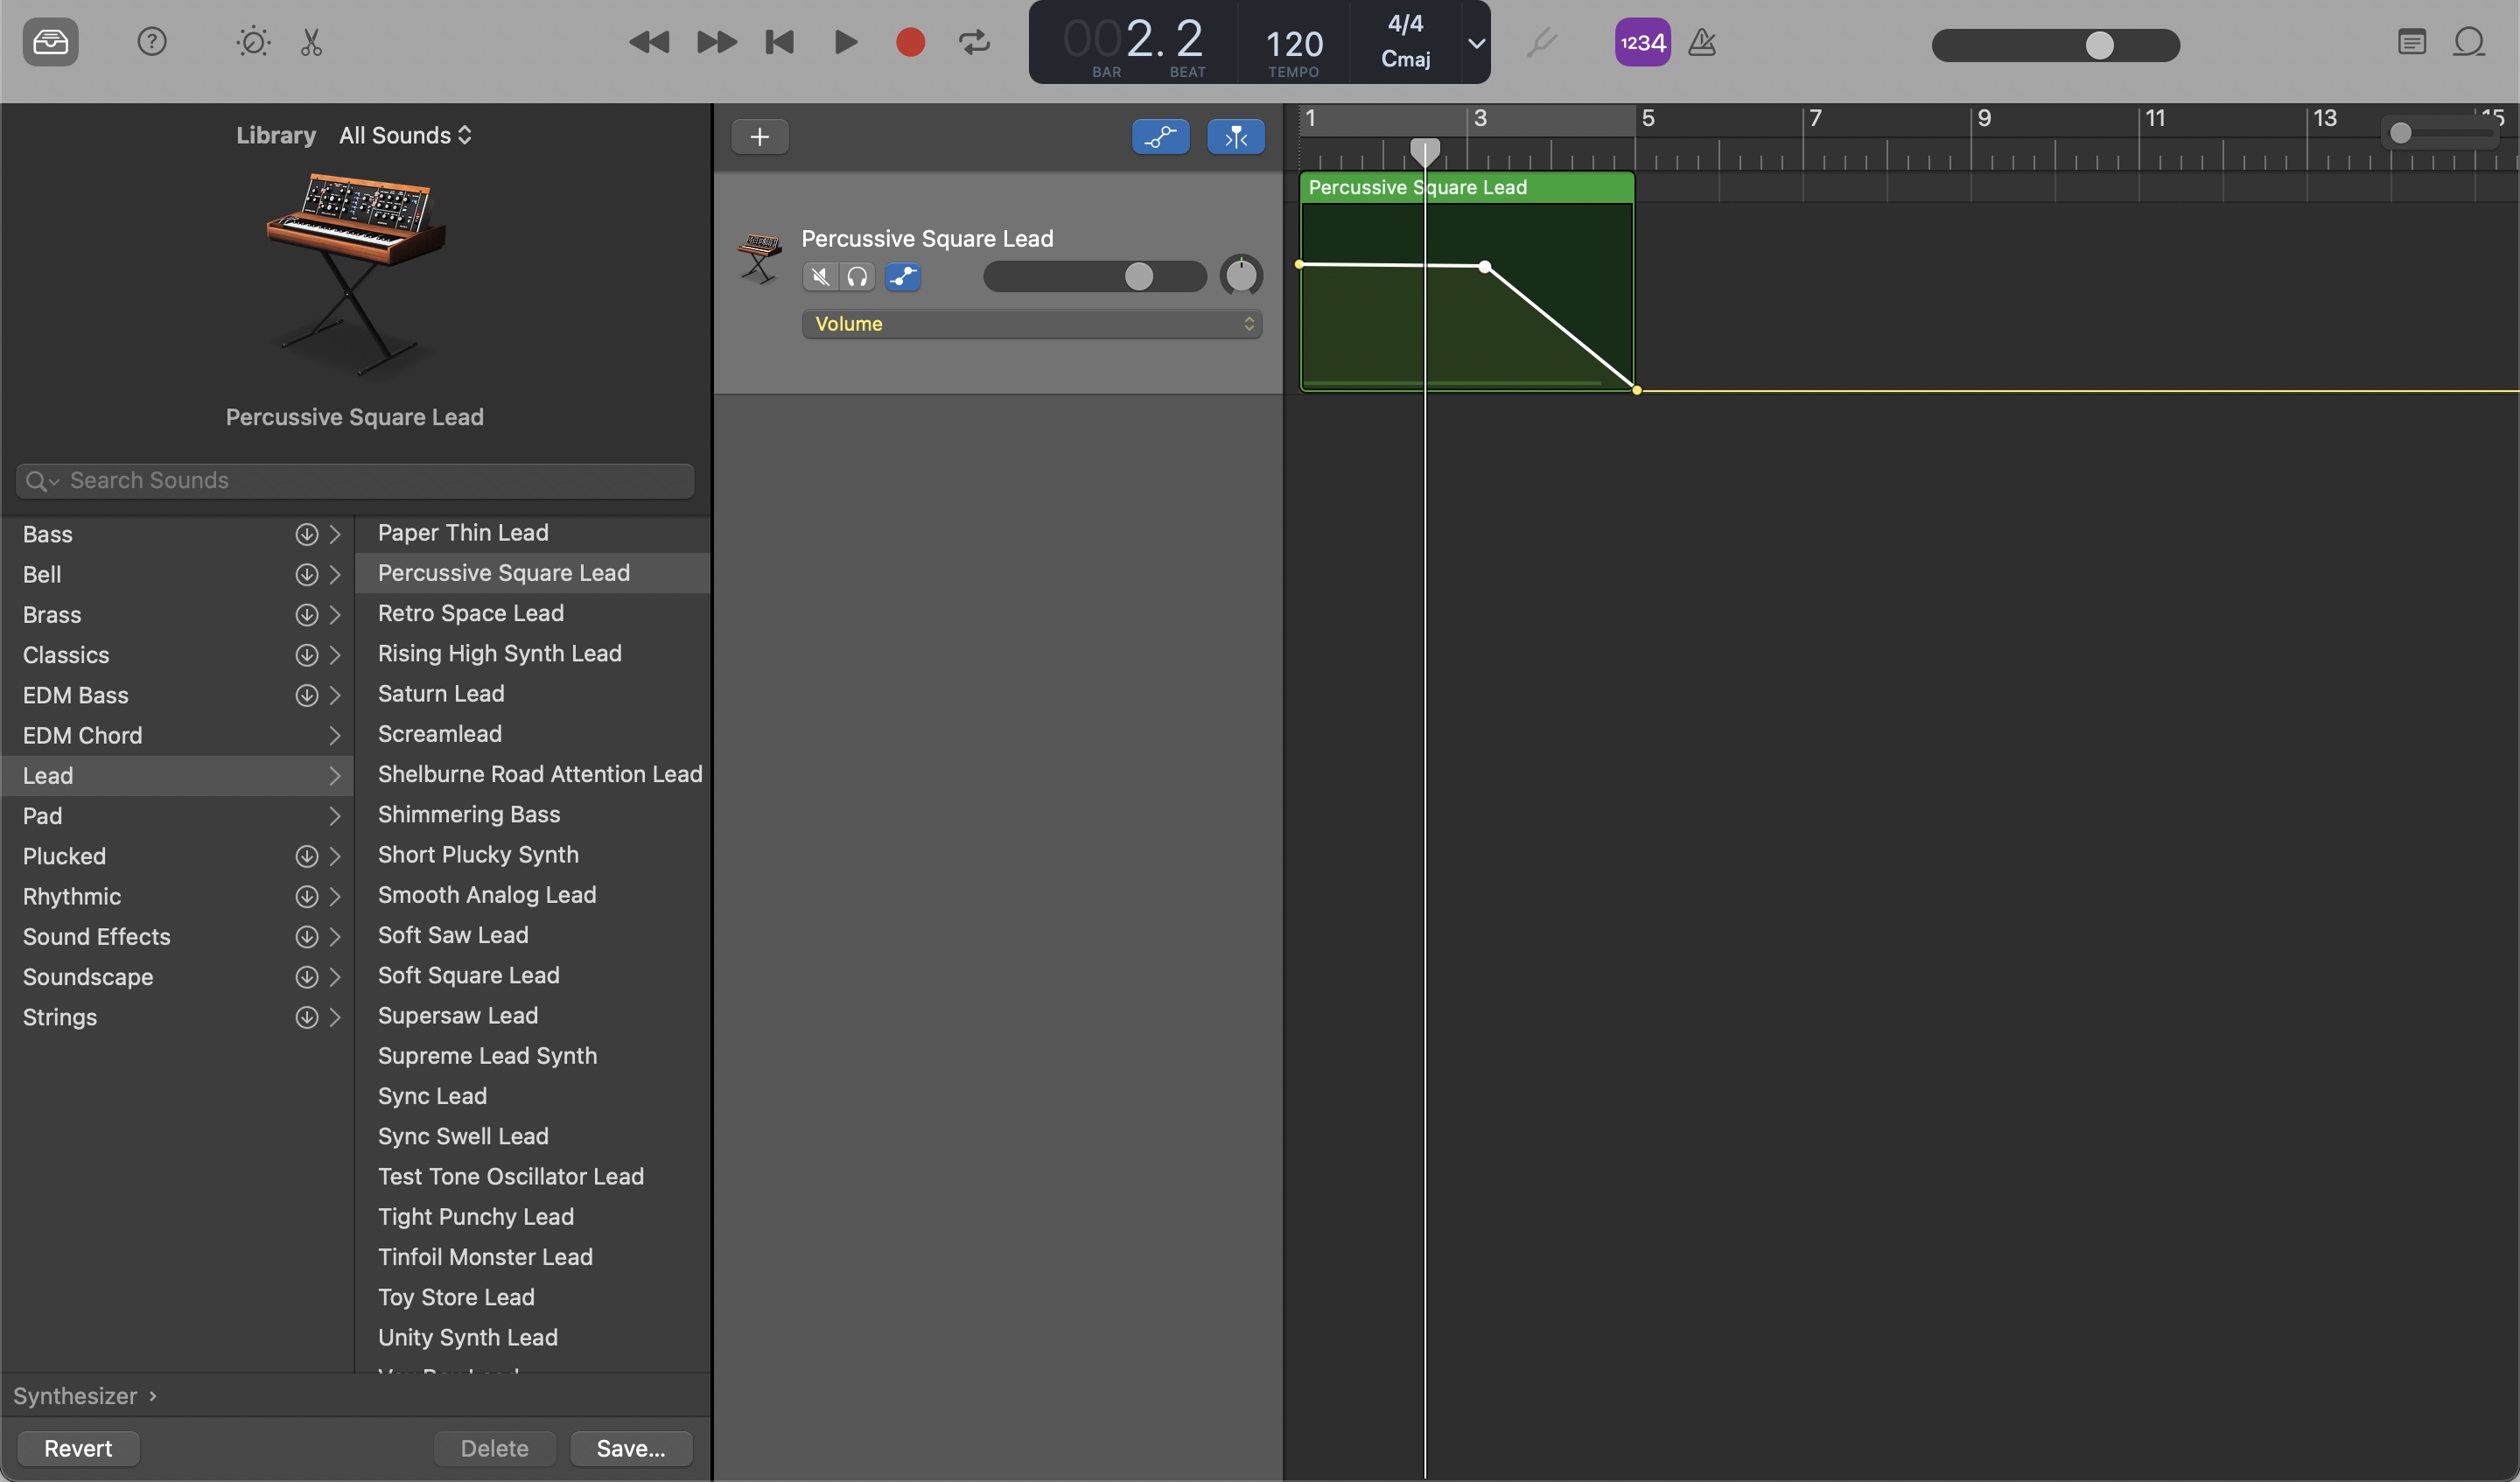 002. 2
BAR BEAT
120
TEMPO
4/4
Cmaj
1234
Library All Sounds
Percussive Square Lead
Search Sounds
Bass
Bell
Brass
Classics
EDM Bass
EDM Chord
Lead
Pad
Plucked
Rhythmic
Sound Effects
Soundscape
Strings
Paper Thin Lead
Percussive Square Lead
Retro Space Lead
Rising High Synth Lead
Saturn Lead
Screamlead
Shelburne Road Attention Lead
Shimmering Bass
Short Plucky Synth
Smooth Analog Lead
Soft Saw Lead
Soft Square Lead
Supersaw Lead
Supreme Lead Synth
Sync Lead
Sync Swell Lead
Test Tone Oscillator Lead
Tight Punchy Lead
Tinfoil Monster Lead
Toy Store Lead
Unity Synth Lead
Synthesizer ›
Revert Delete Save...
Percussive Square Lead
Volume
1 3 5 7 9 11 13 15
Percussive Square Lead